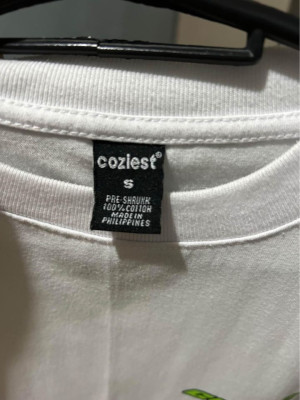 coziest®
S
PRE-SHRUNK
100% COTTON
MADE IN
PHILIPPINES